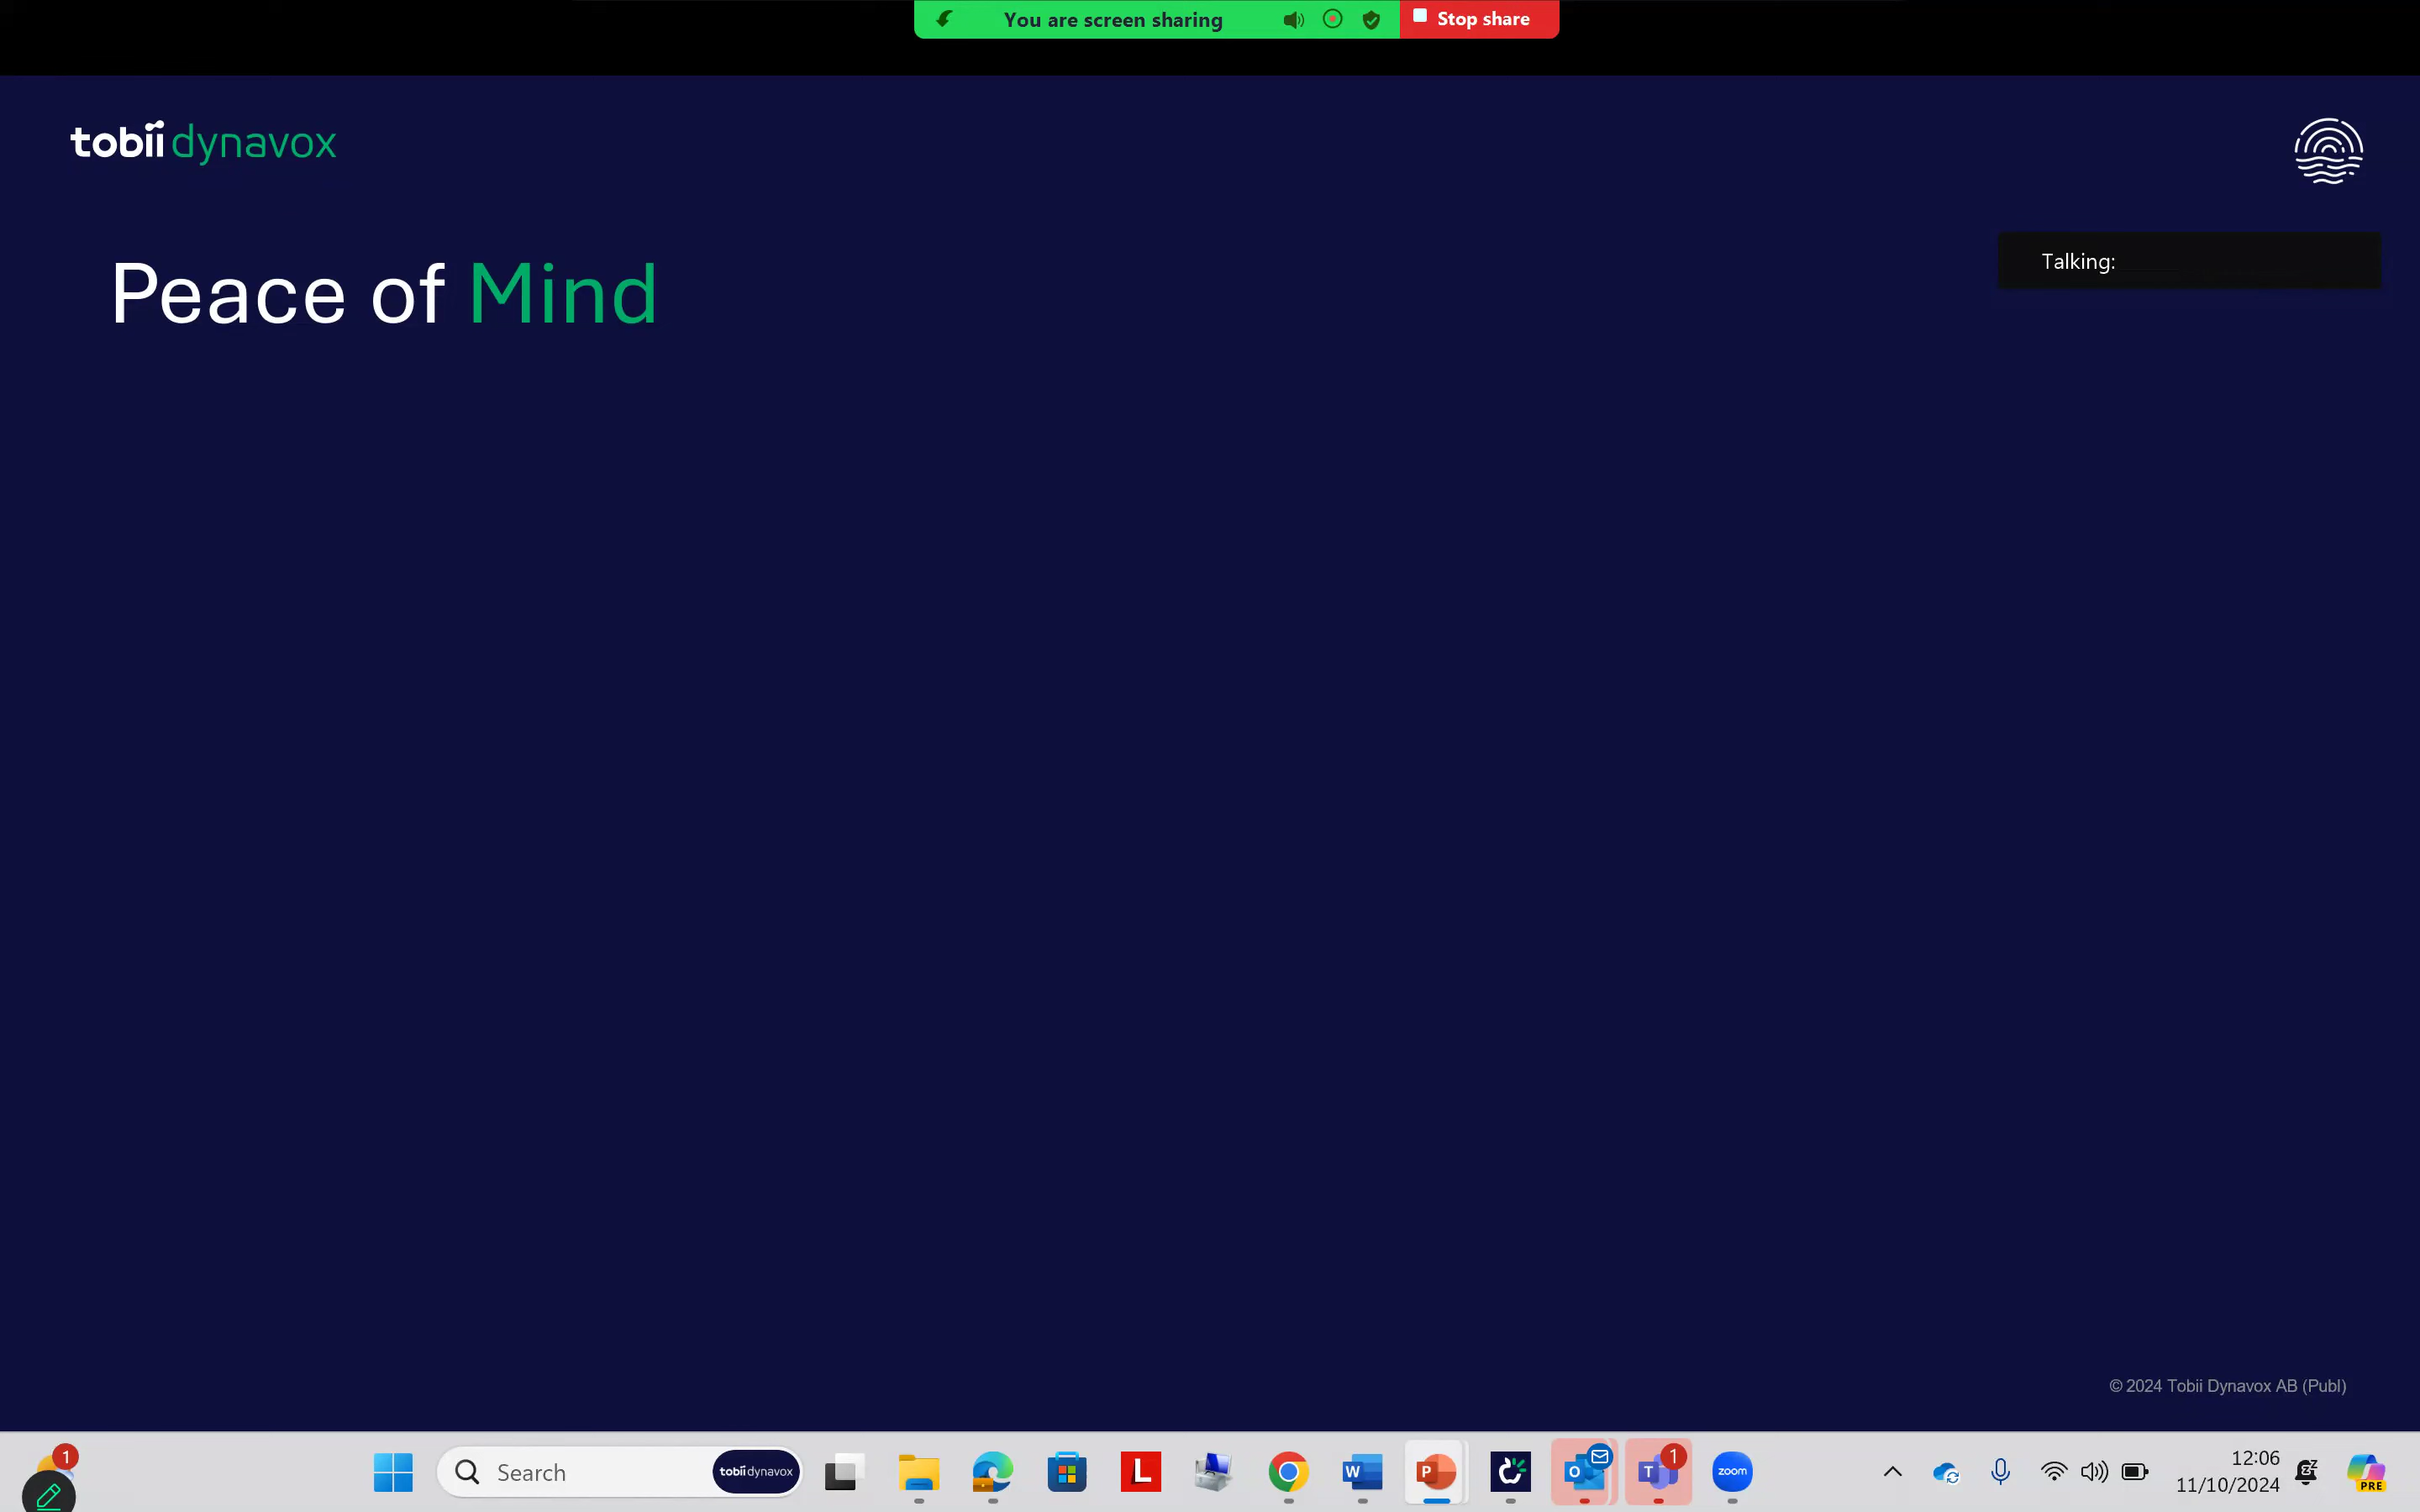 You are screen sharing
Stop share
tobii dynavox
Talking:
Peace of Mind
© 2024 Tobii Dynavox AB (Publ)
1
Search
tobii dynavox
L
W
P
O
T
1
zoom
12:06
11/10/2024
PRE